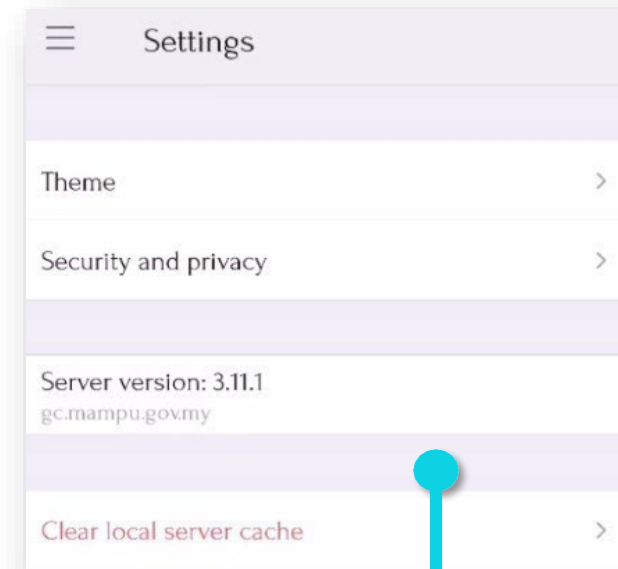 Settings
Theme
Security and privacy
Server version: 3.11.1
gc.mampu.gov.my
Clear local server cache